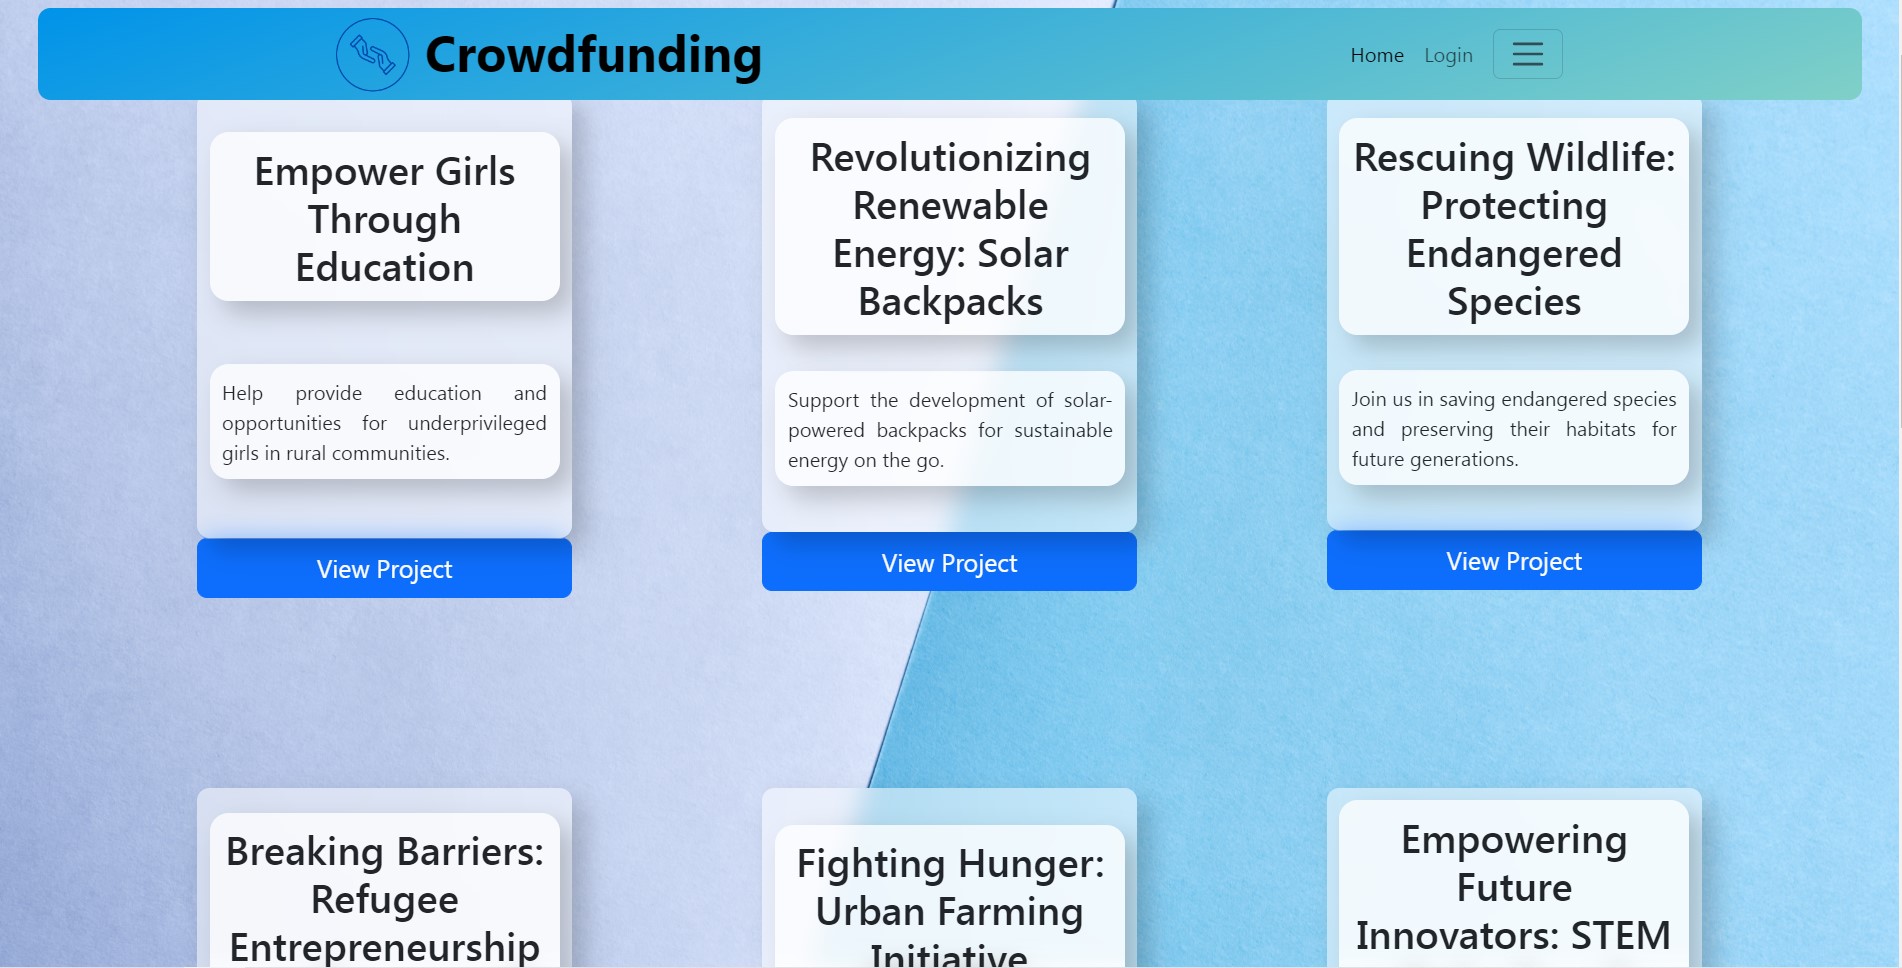 Crowdfunding
Home
Login
Empower Girls
Through
Education
Help provide education and
opportunities for underprivileged
girls in rural communities.
View Project
Revolutionizing
Renewable
Energy: Solar
Backpacks
Support the development of solar-
powered backpacks for sustainable
energy on the go.
View Project
Rescuing Wildlife:
Protecting
Endangered
Species
Join us in saving endangered species
and preserving their habitats for
future generations.
View Project
Breaking Barriers:
Refugee
Entrepreneurship
Fighting Hunger:
Urban Farming
Initiative
Empowering
Future
Innovators: STEM